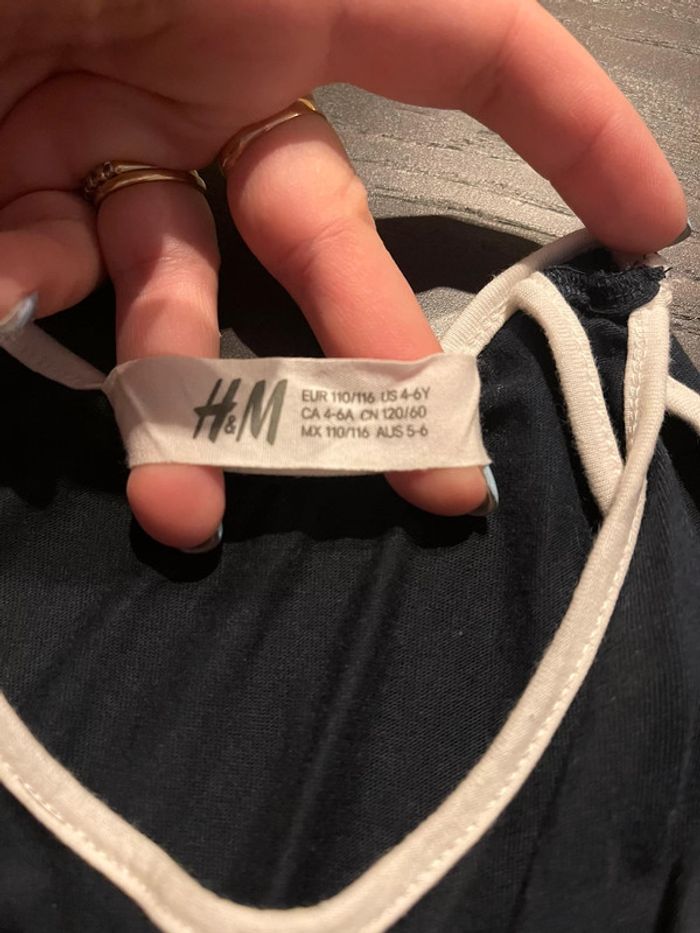 H&M
EUR 110/116 US 4-6Y
CA 4-6A CN 120/60
MX 110/116 AUS 5-6